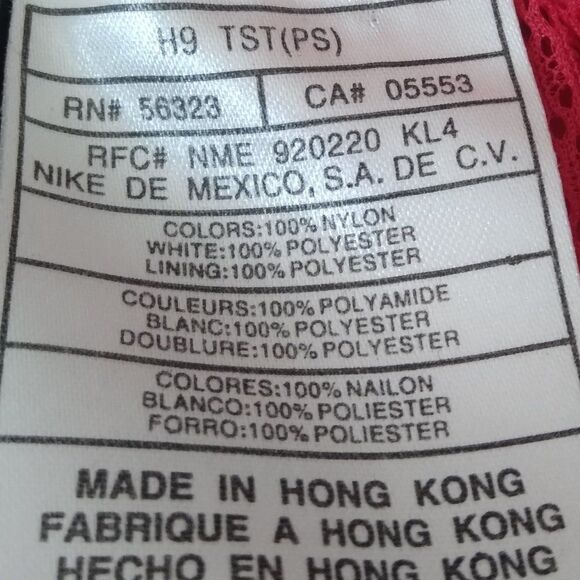 H9 TST(PS)
RN# 56323 CA# 05553
RFC# NME 920220 KL4
NIKE DE MEXICO, S.A. DE C.V.
COLORS:100% NYLON
WHITE:100% POLYESTER
LINING:100% POLYESTER
COULEURS:100% POLYAMIDE
BLANC:100% POLYESTER
DOUBLURE:100% POLYESTER
COLORES:100% NAILON
BLANCO:100% POLIESTER
FORRO:100% POLIESTER
MADE IN HONG KONG
FABRIQUE A HONG KONG
HECHO EN HONG KONG